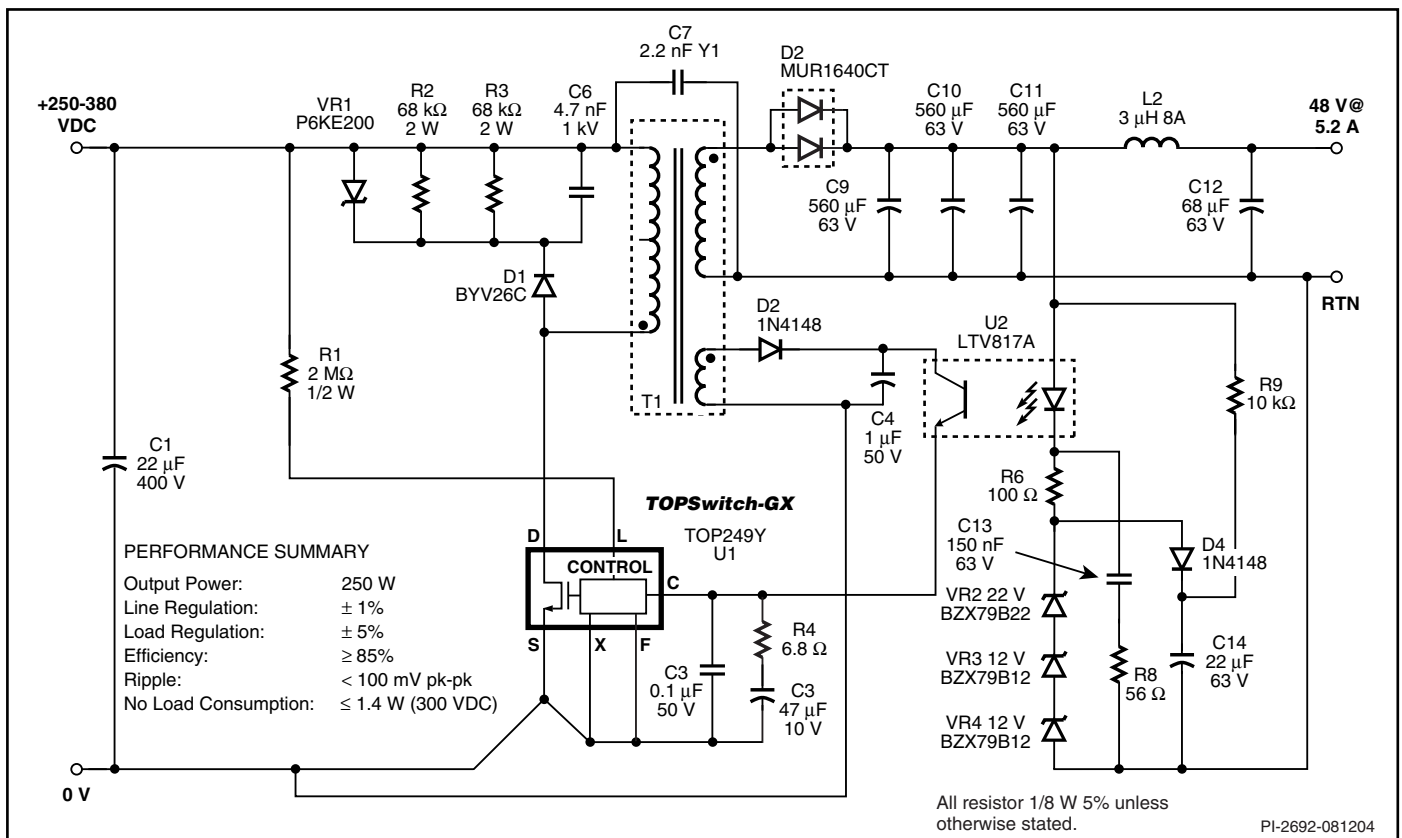 C7
2.2 nF Y1
D2
MUR1640CT
+250-380
VDC
VR1
P6KE200
R2
68 kΩ
2 W
R3
68 kΩ
2 W
C6
4.7 nF
1 kV
C10
560 µF
63 V
C11
560 µF
63 V
L2
3 µH 8A
48 V@
5.2 A
C9
560 µF
63 V
C12
68 µF
63 V
D1
BYV26C
RTN
D2
1N4148
U2
LTV817A
R1
2 MΩ
1/2 W
T1
C4
1 µF
50 V
R9
10 kΩ
C1
22 µF
400 V
R6
100 Ω
TOPSwitch-GX
TOP249Y
U1
D
L
CONTROL
C
S
X
F
C13
150 nF
63 V
D4
1N4148
VR2 22 V
BZX79B22
R4
6.8 Ω
C3
0.1 µF
50 V
C3
47 µF
10 V
VR3 12 V
BZX79B12
R8
56 Ω
C14
22 µF
63 V
VR4 12 V
BZX79B12
PERFORMANCE SUMMARY
Output Power: 250 W
Line Regulation: ± 1%
Load Regulation: ± 5%
Efficiency: ≥ 85%
Ripple: < 100 mV pk-pk
No Load Consumption: ≤ 1.4 W (300 VDC)
0 V
All resistor 1/8 W 5% unless
otherwise stated.
PI-2692-081204